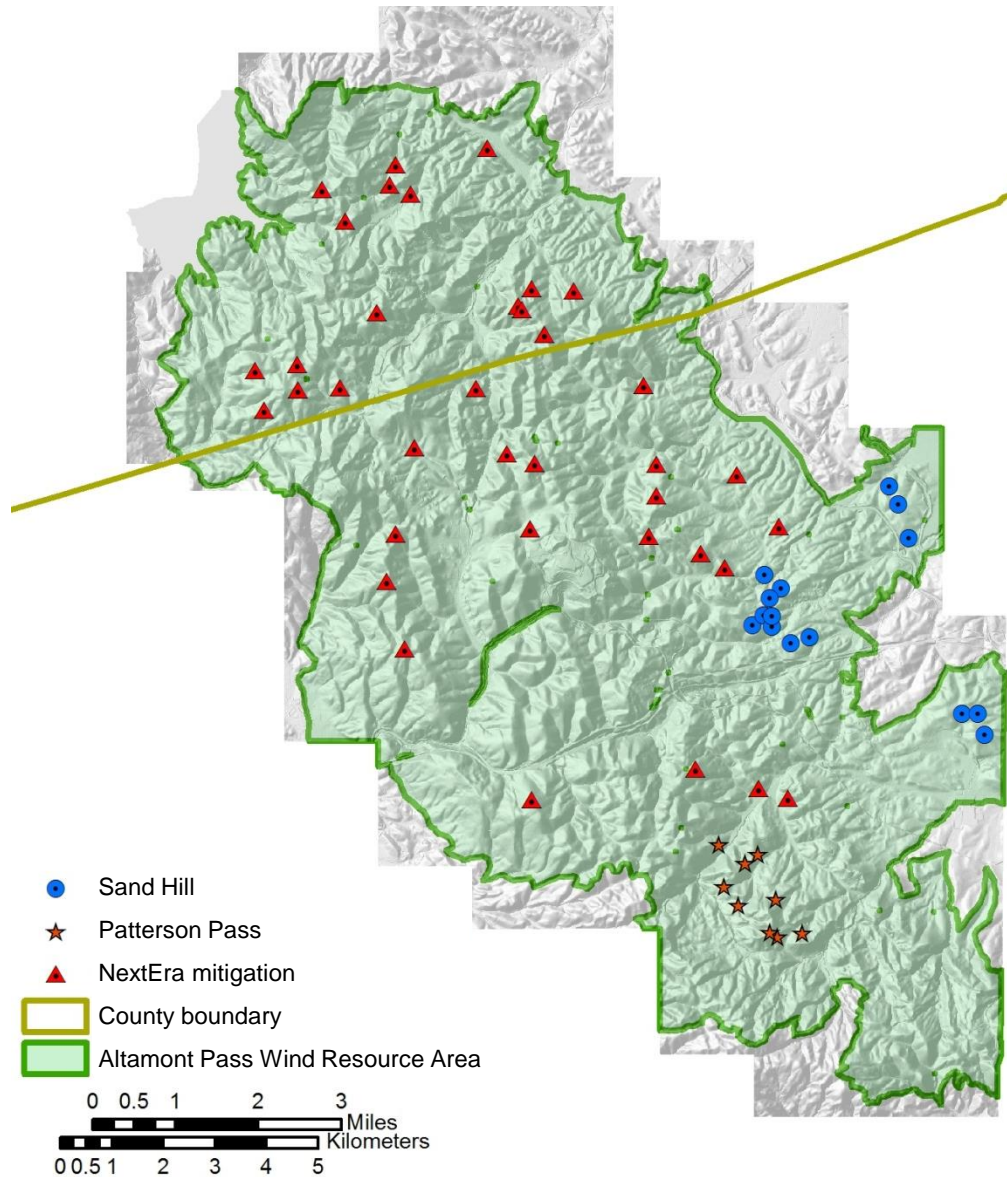 Sand Hill
Patterson Pass
NextEra mitigation
County boundary
Altamont Pass Wind Resource Area
0 0.5 1 2 3
Miles
Kilometers
0 0.5 1 2 3 4 5